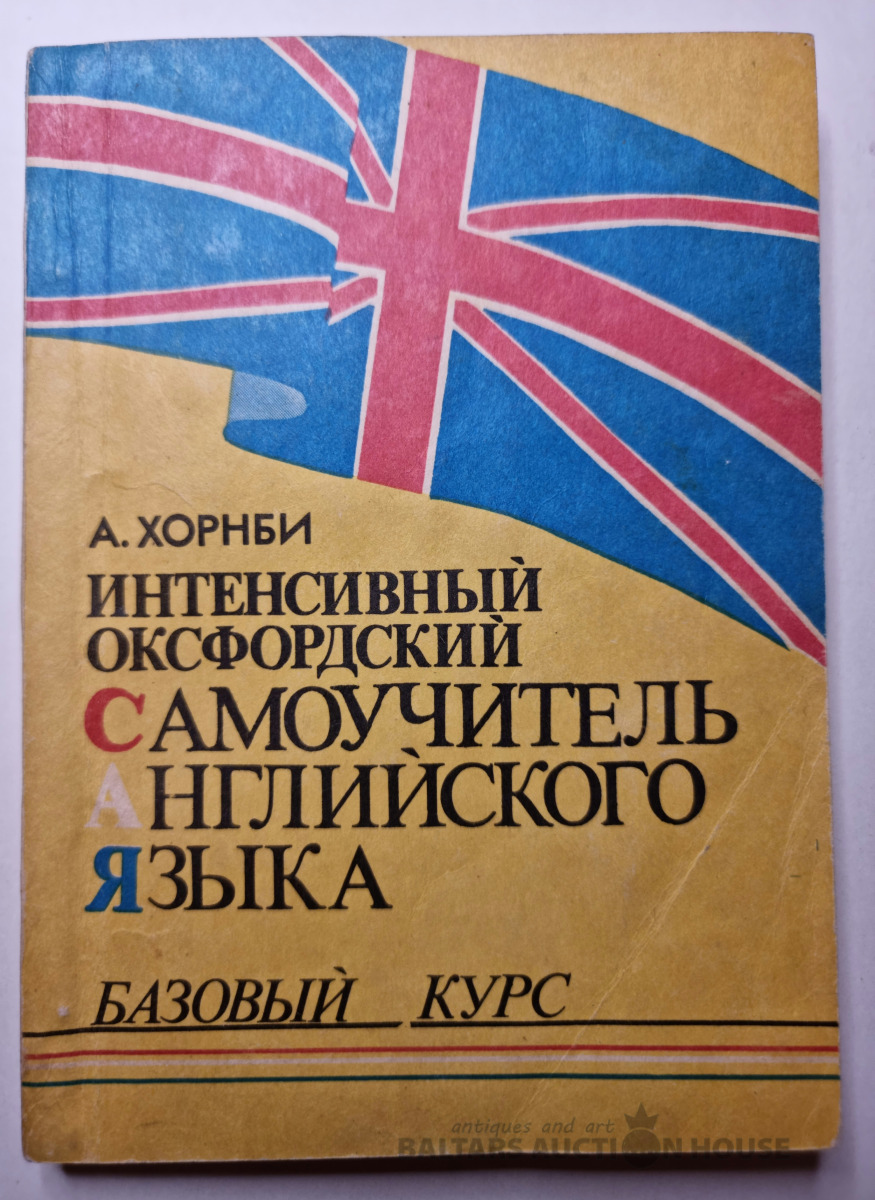 А. ХОРНБИ
ИНТЕНСИВНЫЙ
ОКСФОРДСКИЙ
САМОУЧИТЕЛЬ
АНГЛИЙСКОГО
ЯЗЫКА
БАЗОВЫЙ КУРС
antiques and art
BALTARS AUCTION HOUSE